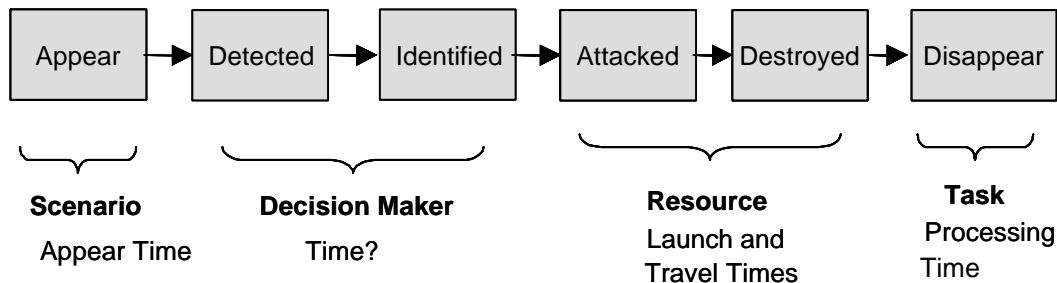 Appear Detected Identified Attacked Destroyed Disappear
Scenario Decision Maker Resource Task
Appear Time Time? Launch and Processing
Travel Times Time